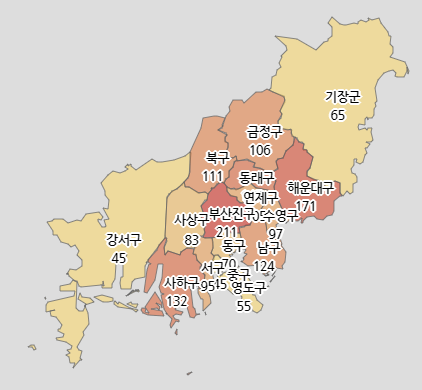 기장군
65
금정구
106
북구
111
동래구
해운대구
171
연제구
수영구
97
사상구
83
부산진구
211
강서구
45
동구
70
남구
124
서구
95
중구
45
영도구
55
사하구
132